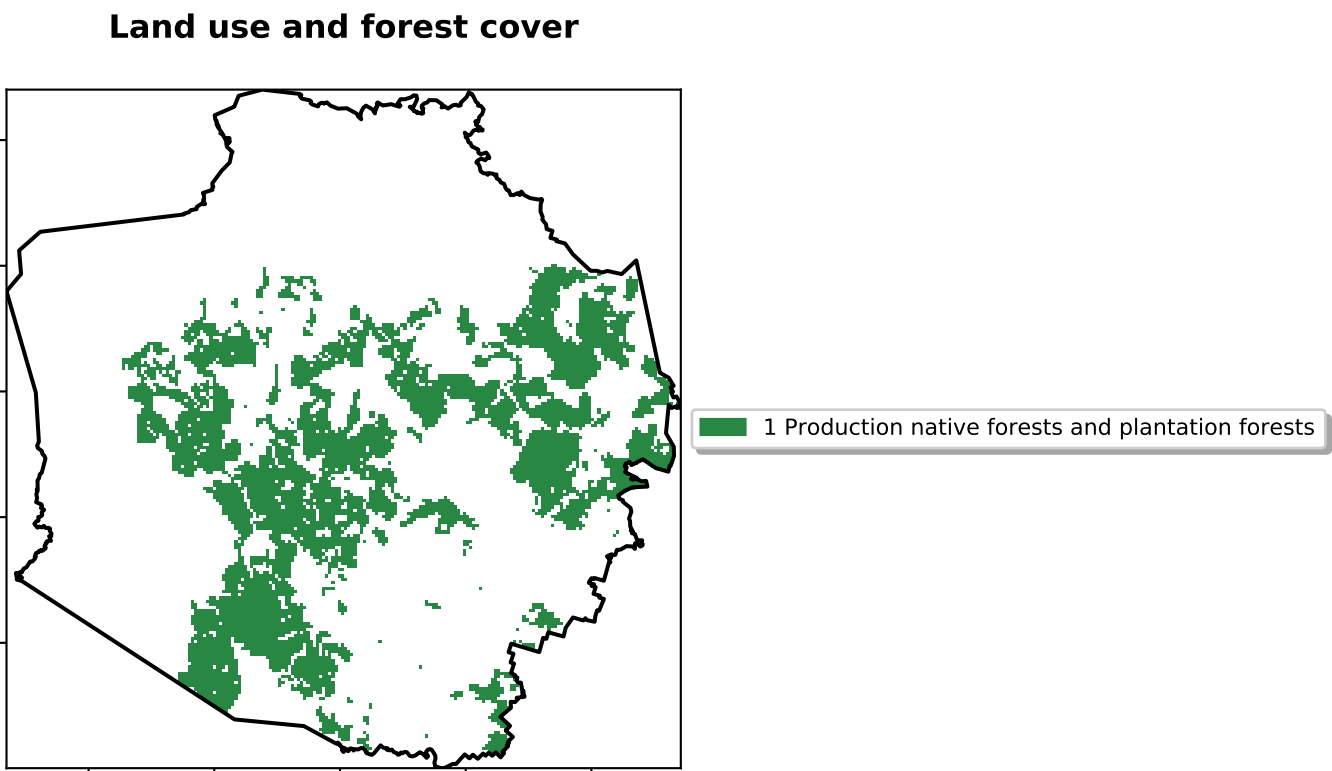 Land use and forest cover
1 Production native forests and plantation forests